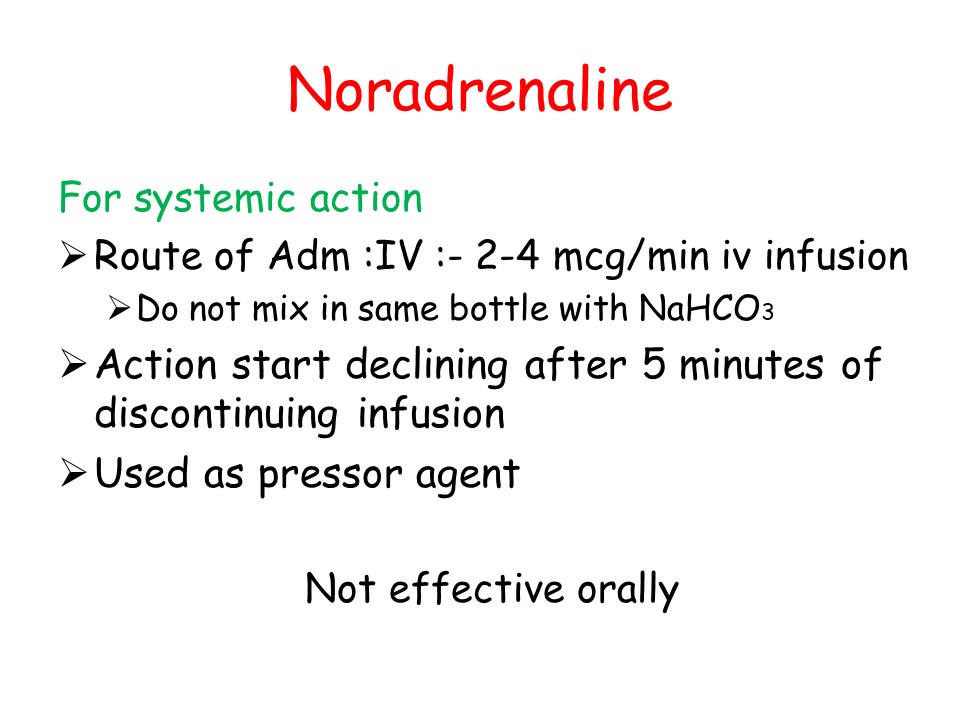 Noradrenaline
For systemic action
➢Route of Adm :IV :- 2-4 mcg/min iv infusion
➢Do not mix in same bottle with NaHCO₃
➢Action start declining after 5 minutes of
discontinuing infusion
➢Used as pressor agent
Not effective orally